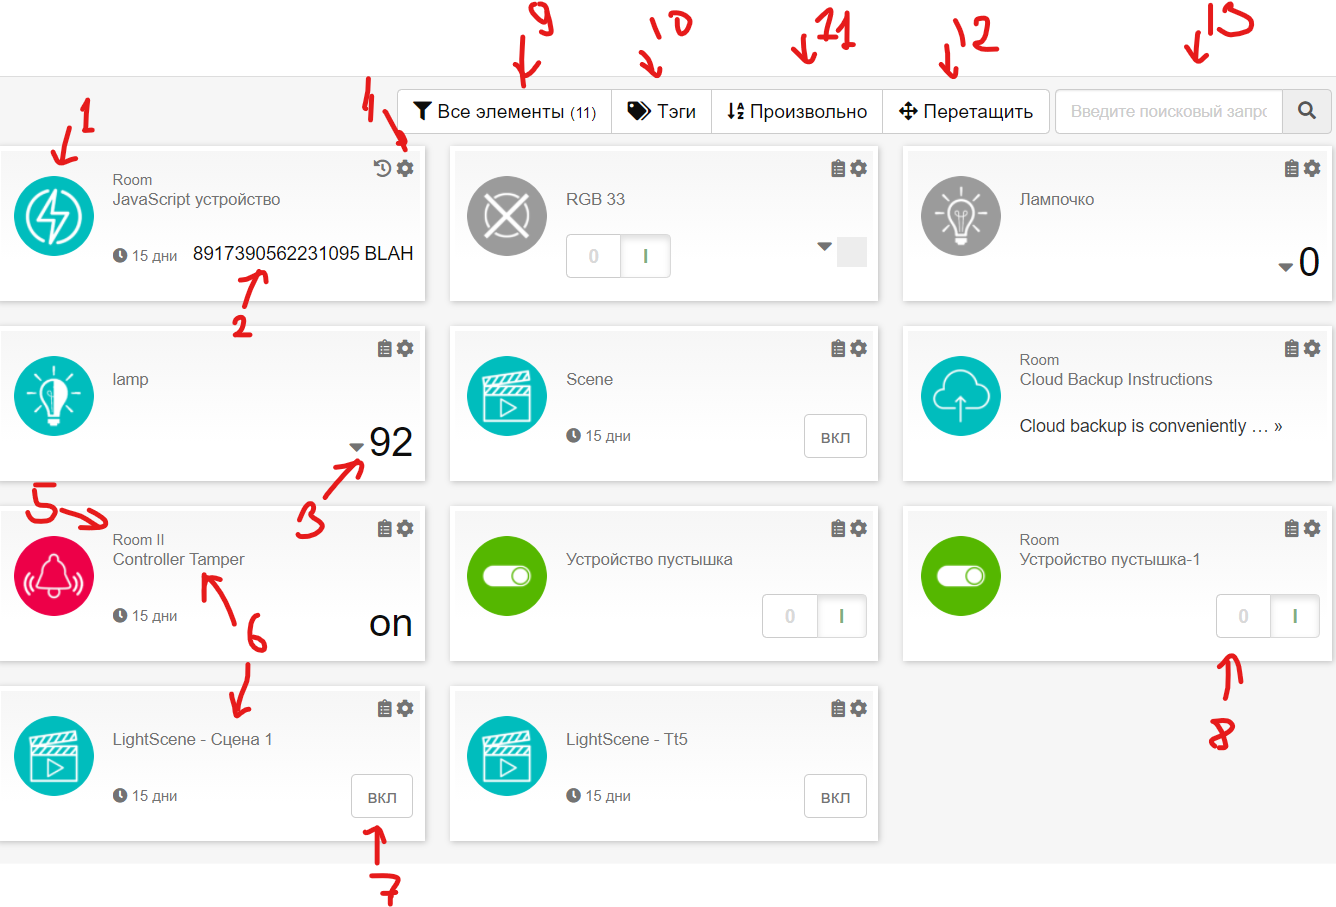 9
10
11
12
13
4
Все элементы (11)
Тэги
Произвольно
Перетащить
Введите поисковый запрос
1
Room
JavaScript устройство
15 дни
8917390562231095 BLAH
2
RGB 33
0 I
Лампочко
0
lamp
92
3
Scene
15 дни
вкл
Room
Cloud Backup Instructions
Cloud backup is conveniently … »
5
Room II
Controller Tamper
15 дни
on
6
Устройство пустышка
0 I
Room
Устройство пустышка-1
0 I
8
LightScene - Сцена 1
15 дни
вкл
7
LightScene - Tt5
15 дни
вкл